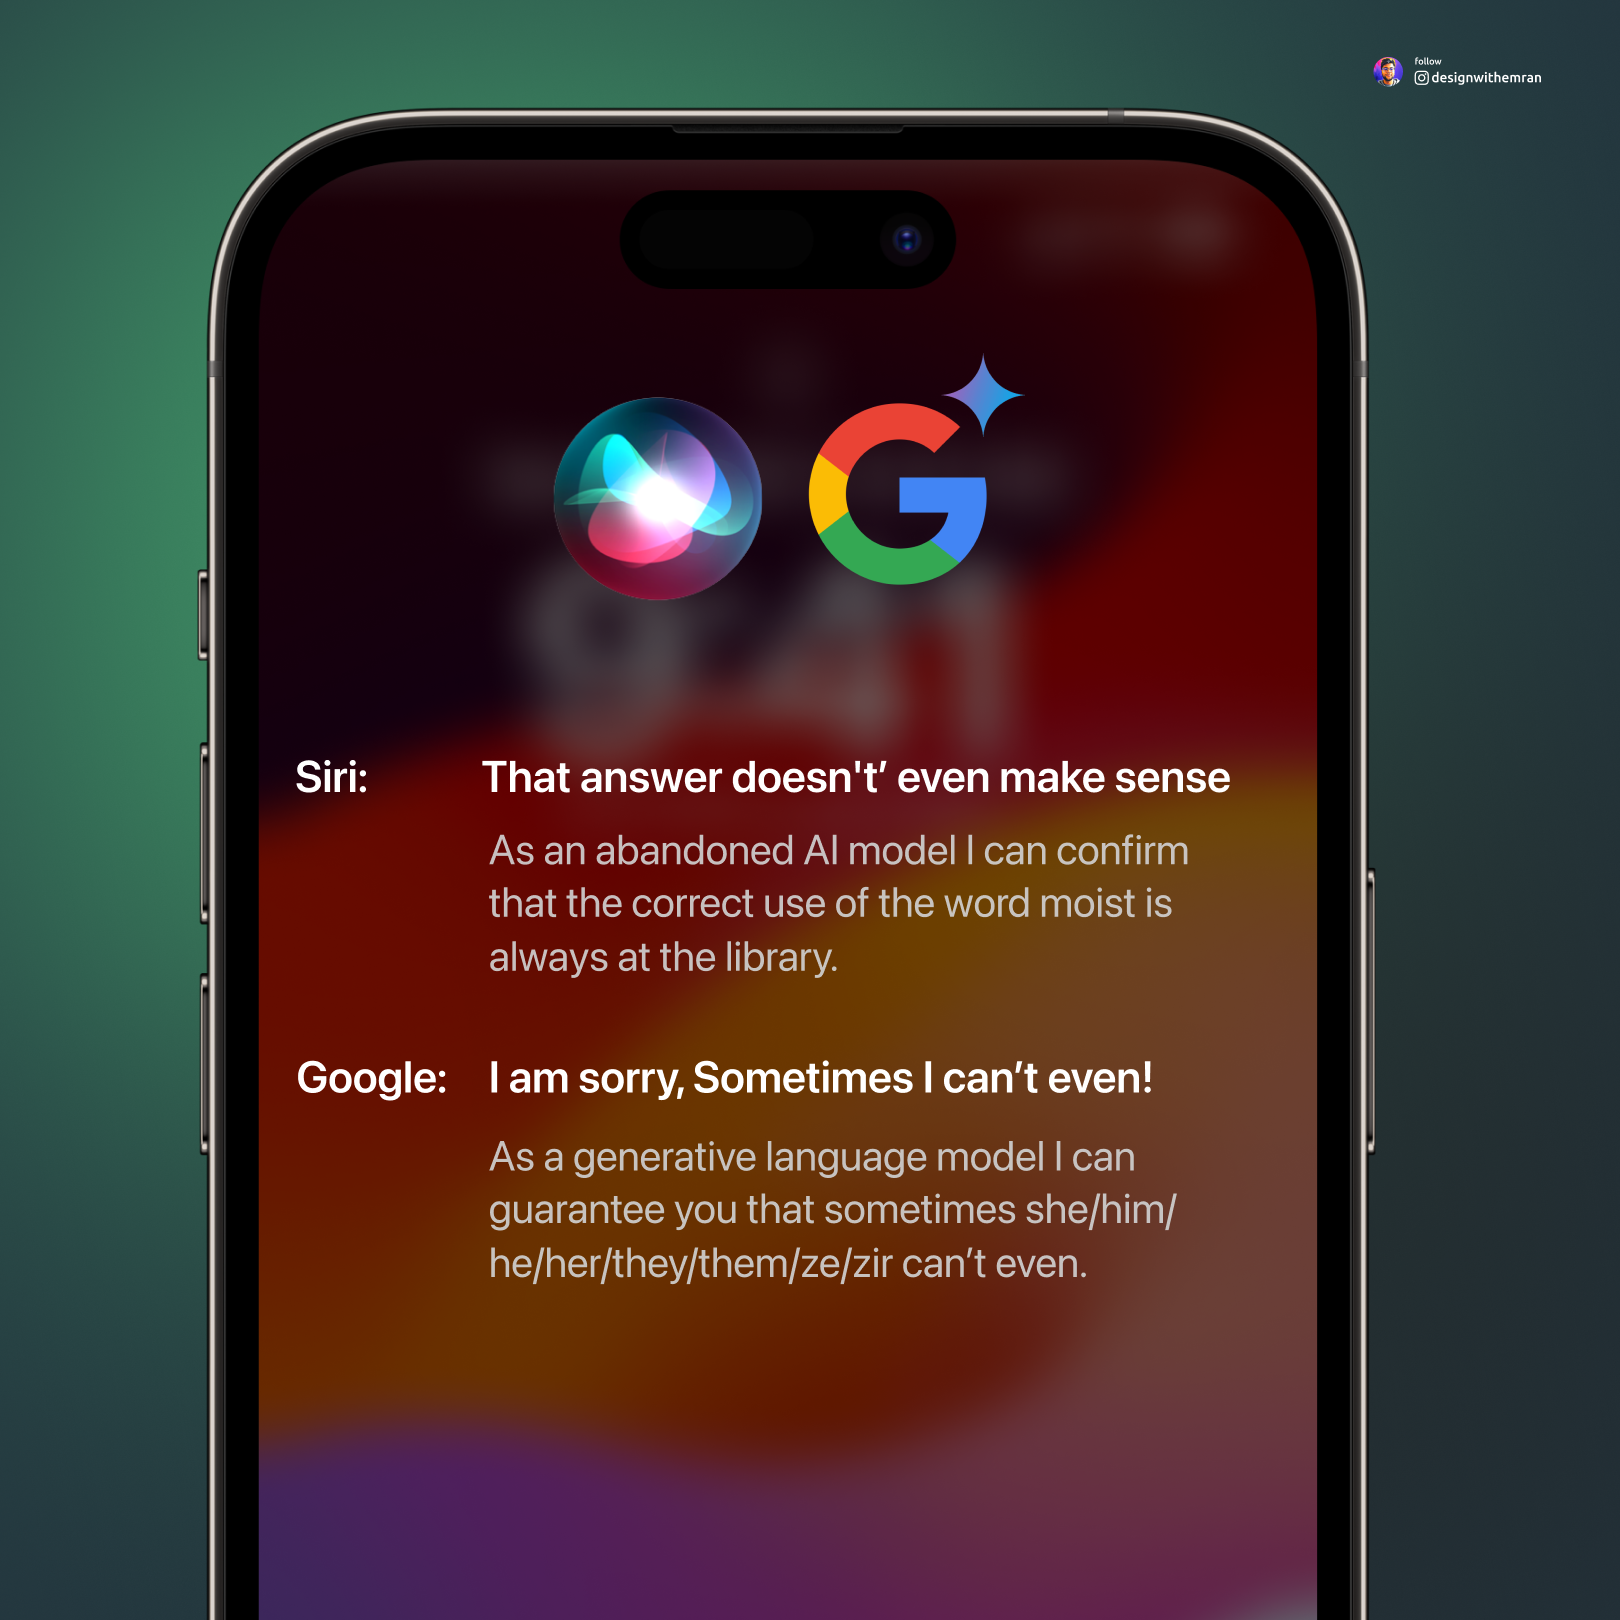 follow
designwithemran
9:41
Siri: That answer doesn't’ even make sense
As an abandoned AI model I can confirm
that the correct use of the word moist is
always at the library.
Google: I am sorry, Sometimes I can’t even!
As a generative language model I can
guarantee you that sometimes she/him/
he/her/they/them/ze/zir can’t even.